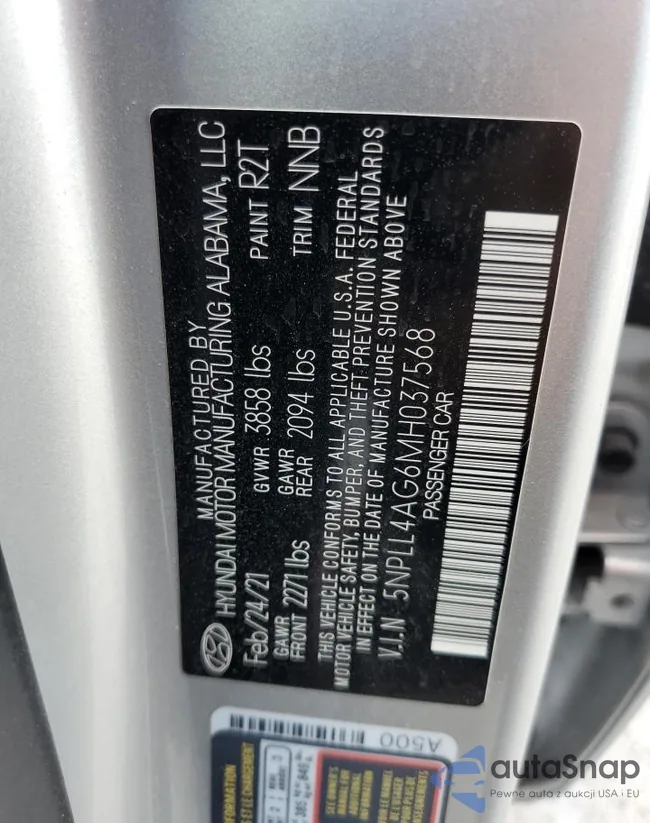 MANUFACTURED BY
HYUNDAI MOTOR MANUFACTURING ALABAMA, LLC
Feb/24/21 GVWR 3858 lbs PAINT R2T
GAWR FRONT 2271 lbs GAWR REAR 2094 lbs TRIM NNB
THIS VEHICLE CONFORMS TO ALL APPLICABLE U.S.A. FEDERAL
MOTOR VEHICLE SAFETY, BUMPER, AND THEFT PREVENTION STANDARDS
IN EFFECT ON THE DATE OF MANUFACTURE SHOWN ABOVE
V.I.N 5NPLL4AG6MH037568
PASSENGER CAR
A500
autaSnap
Pewne auto z aukcji USA i EU